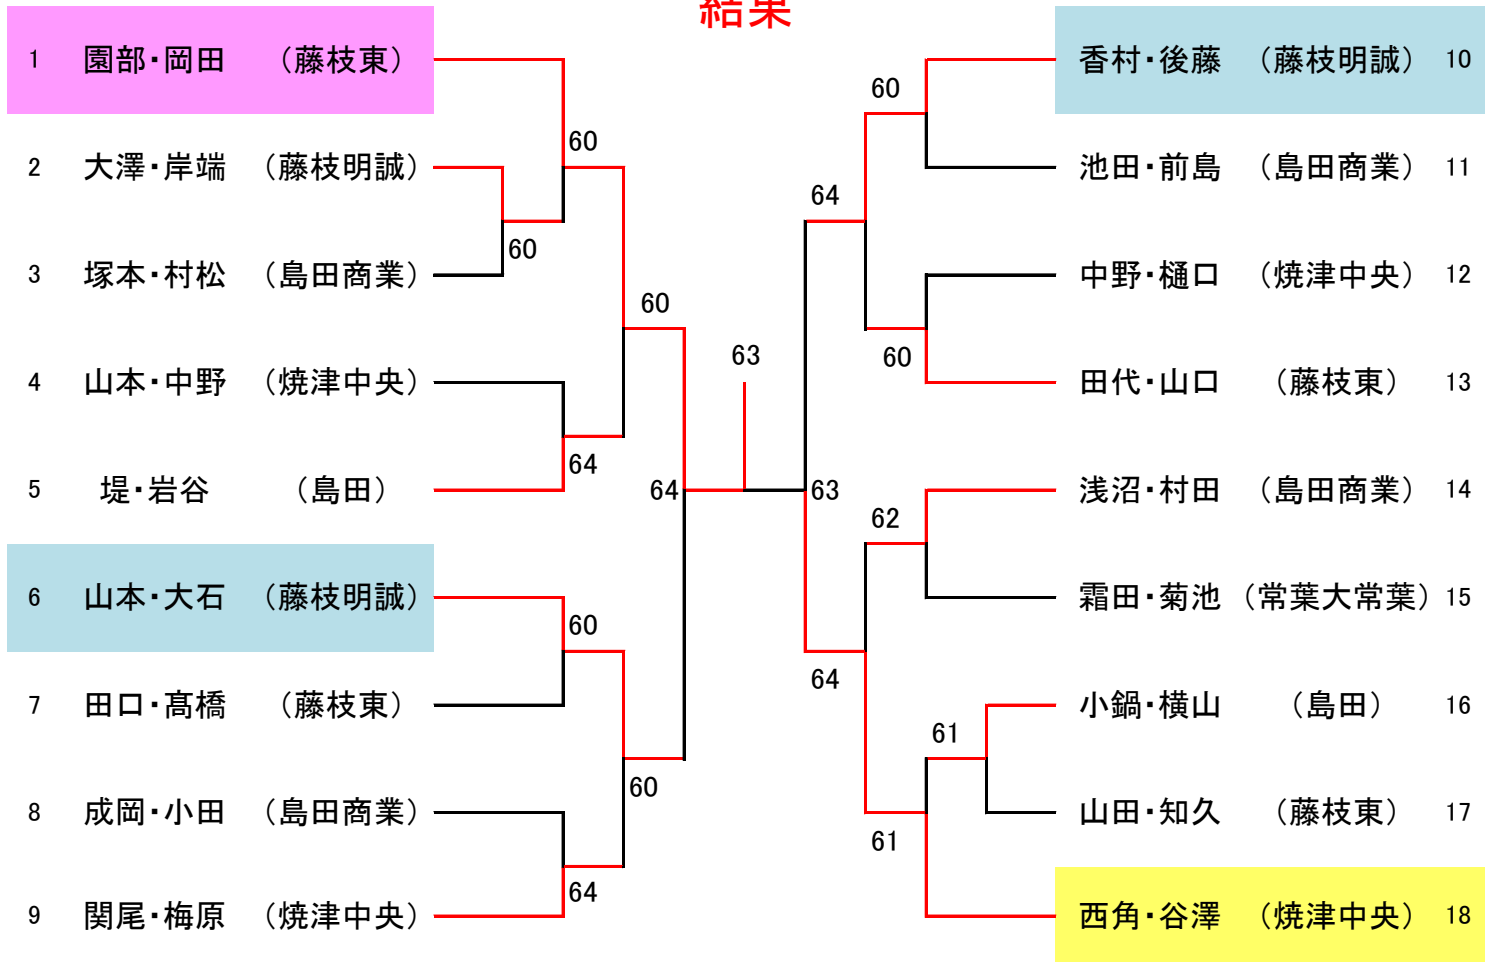 結果
1 園部・岡田 （藤枝東）
60
2 大澤・岸端 （藤枝明誠）
60
3 塚本・村松 （島田商業）
60
4 山本・中野 （焼津中央）
64
5 堤・岩谷 （島田）
64
6 山本・大石 （藤枝明誠）
60
7 田口・髙橋 （藤枝東）
60
8 成岡・小田 （島田商業）
64
9 関尾・梅原 （焼津中央）
63
香村・後藤 （藤枝明誠） 10
60
池田・前島 （島田商業） 11
64
中野・樋口 （焼津中央） 12
60
田代・山口 （藤枝東） 13
63
浅沼・村田 （島田商業） 14
62
霜田・菊池 （常葉大常葉） 15
64
小鍋・横山 （島田） 16
61
山田・知久 （藤枝東） 17
61
西角・谷澤 （焼津中央） 18